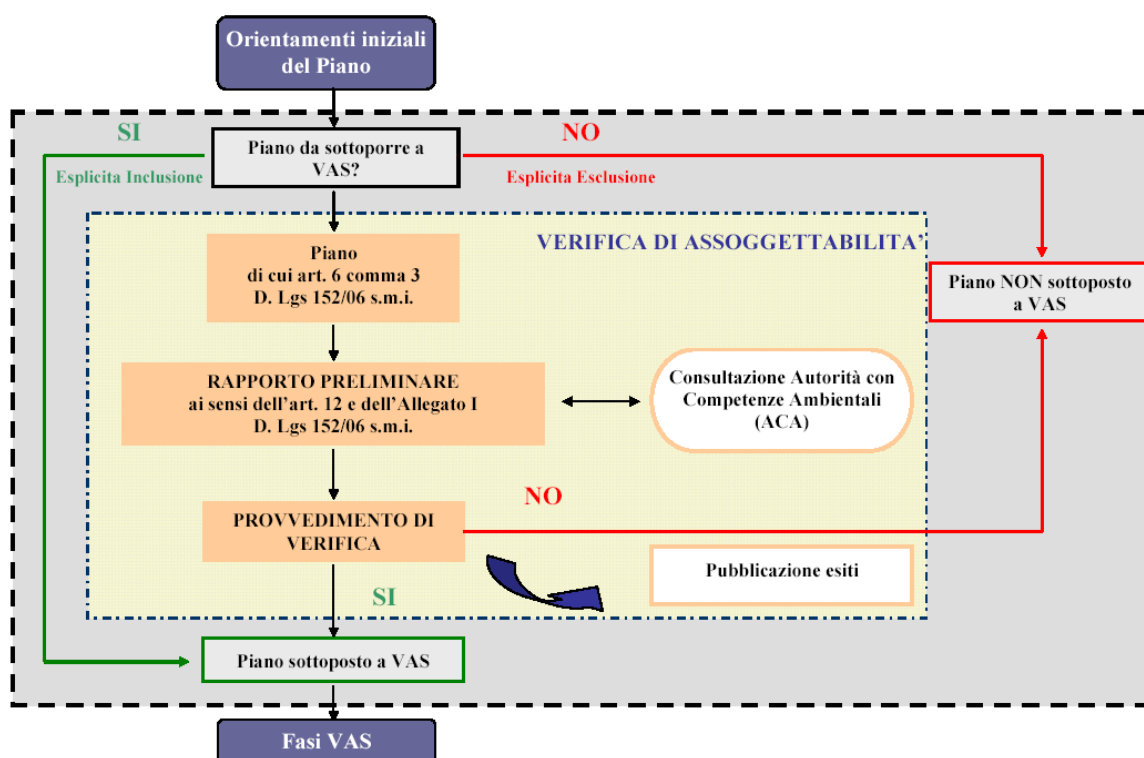 Orientamenti iniziali
del Piano
SI
NO
Piano da sottoporre a
VAS?
Esplicita Inclusione
Esplicita Esclusione
VERIFICA DI ASSOGGETTABILITA’
Piano
di cui art. 6 comma 3
D. Lgs 152/06 s.m.i.
Piano NON sottoposto
a VAS
RAPPORTO PRELIMINARE
ai sensi dell’art. 12 e dell’Allegato I
D. Lgs 152/06 s.m.i.
Consultazione Autorità con
Competenze Ambientali
(ACA)
NO
PROVVEDIMENTO DI
VERIFICA
Pubblicazione esiti
SI
Piano sottoposto a VAS
Fasi VAS